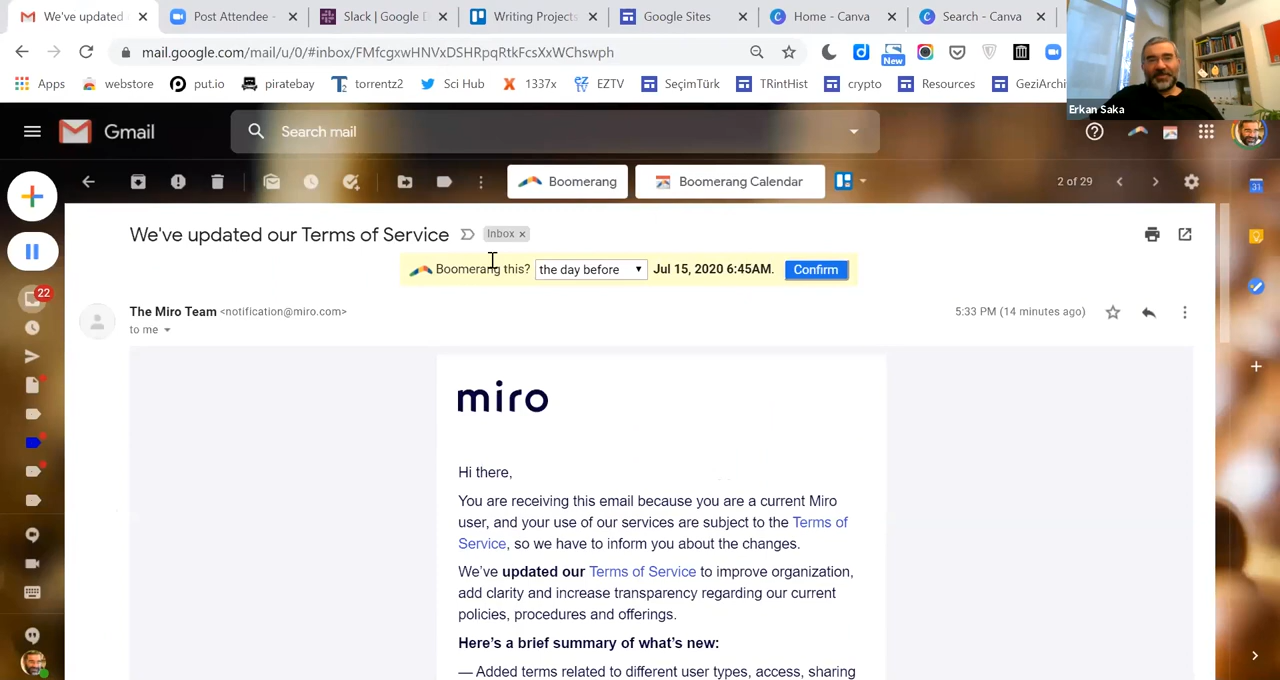 We've updated
Post Attendee -
Slack | Google D
Writing Projects
Google Sites
Home - Canva
Search - Canva
mail.google.com/mail/u/0/#inbox/FMfcgxwHNVxDSHRpqRtkFcsXxWChswph
New
Apps
webstore
put.io
piratebay
torrentz2
Sci Hub
1337x
EZTV
SeçimTürk
TRintHist
crypto
Resources
GeziArchi
Erkan Saka
Gmail
Search mail
Boomerang
Boomerang Calendar
2 of 29
31
We've updated our Terms of Service
Inbox x
Boomerang this? the day before Jul 15, 2020 6:45AM. Confirm
22
The Miro Team <notification@miro.com>
5:33 PM (14 minutes ago)
to me
miro
Hi there,
You are receiving this email because you are a current Miro
user, and your use of our services are subject to the Terms of
Service, so we have to inform you about the changes.
We've updated our Terms of Service to improve organization,
add clarity and increase transparency regarding our current
policies, procedures and offerings.
Here's a brief summary of what's new:
— Added terms related to different user types, access, sharing